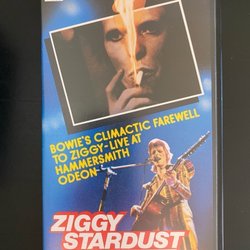 BOWIE'S CLIMACTIC FAREWELL
TO ZIGGY-LIVE AT
HAMMERSMITH
ODEON
ZIGGY
STARDUST